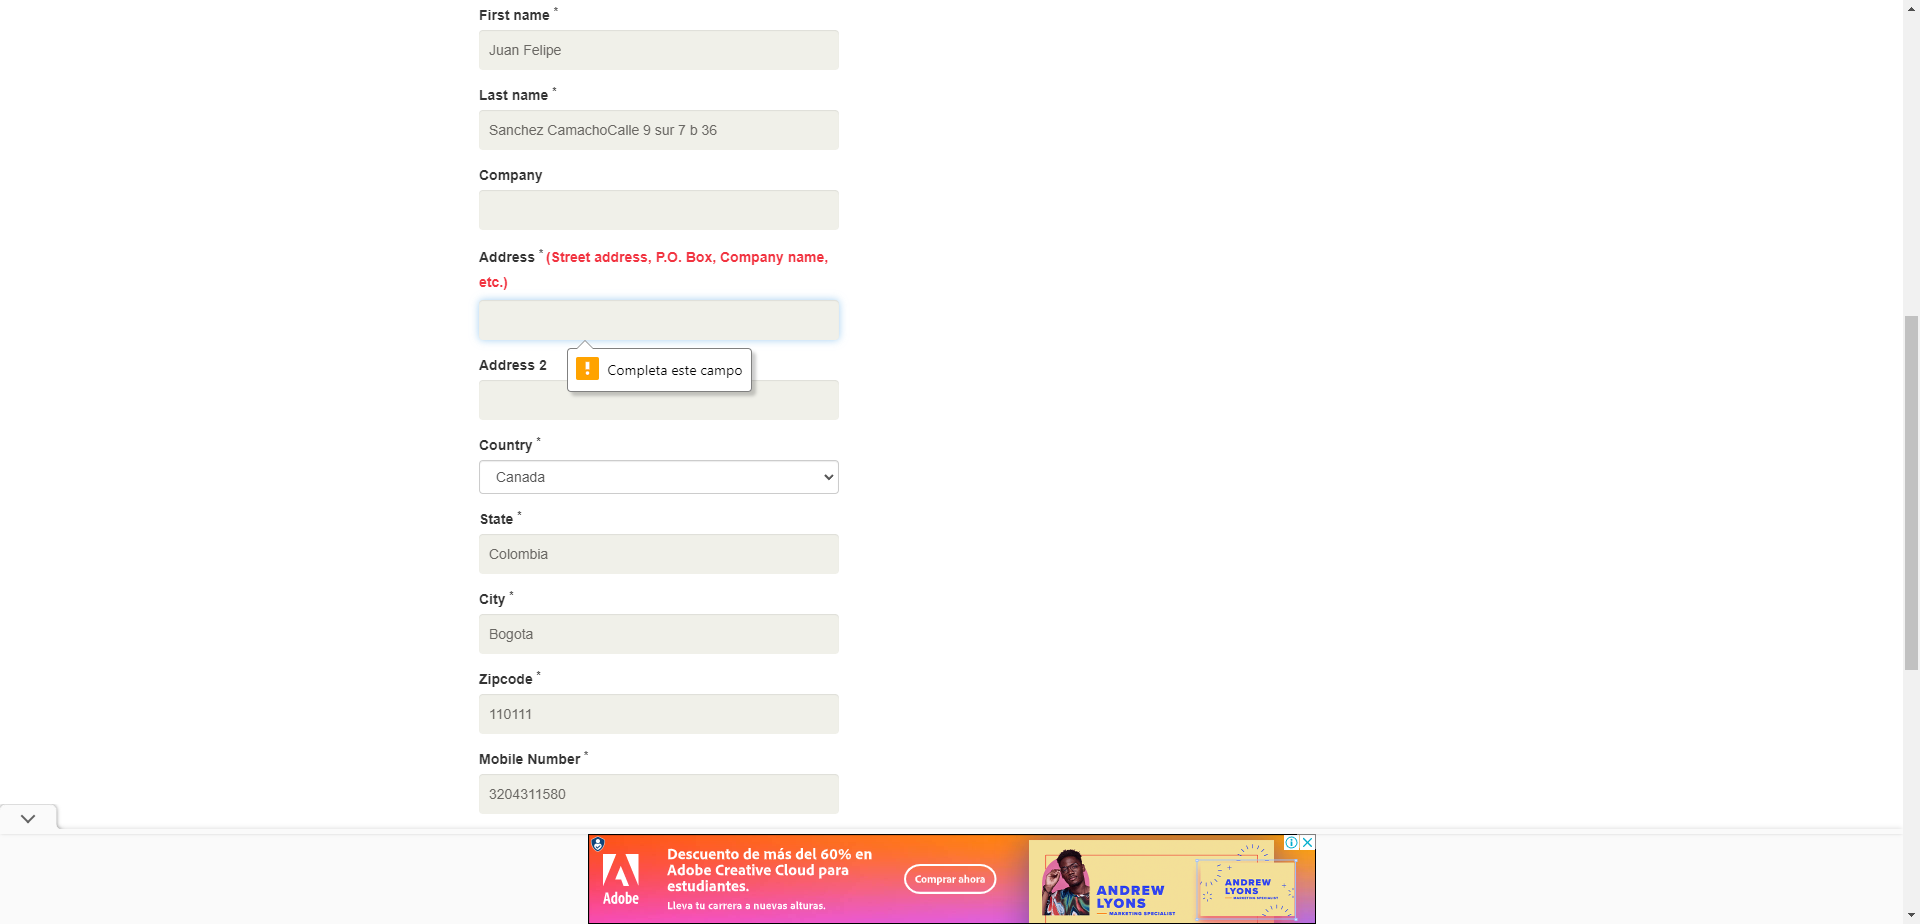 First name *
Juan Felipe
Last name *
Sanchez CamachoCalle 9 sur 7 b 36
Company
Address * (Street address, P.O. Box, Company name,
etc.)
Completa este campo
Address 2
Country *
Canada
State *
Colombia
City *
Bogota
Zipcode *
110111
Mobile Number *
3204311580
Adobe
Descuento de más del 60% en
Adobe Creative Cloud para
estudiantes.
Lleva tu carrera a nuevas alturas.
Comprar ahora
ANDREW
LYONS
MARKETING SPECIALIST
ANDREW
LYONS
MARKETING SPECIALIST